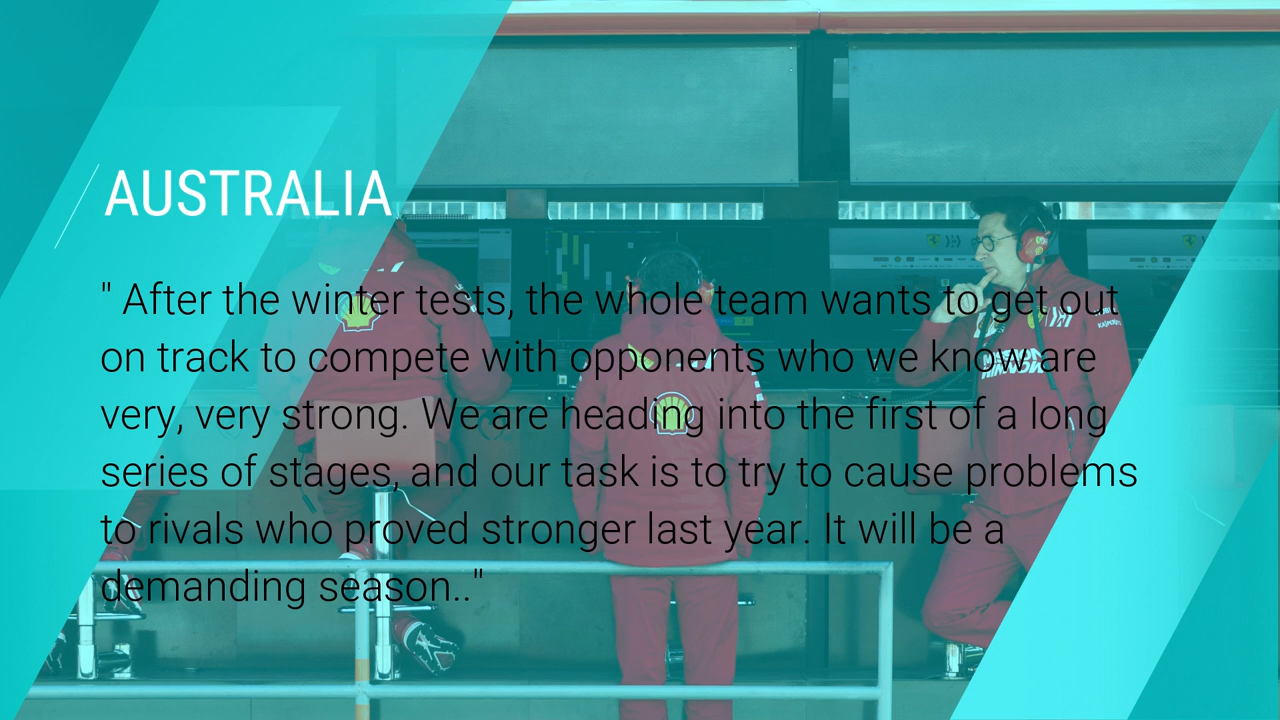 AUSTRALIA
" After the winter tests, the whole team wants to get out
on track to compete with opponents who we know are
very, very strong. We are heading into the first of a long
series of stages, and our task is to try to cause problems
to rivals who proved stronger last year. It will be a
demanding season.."